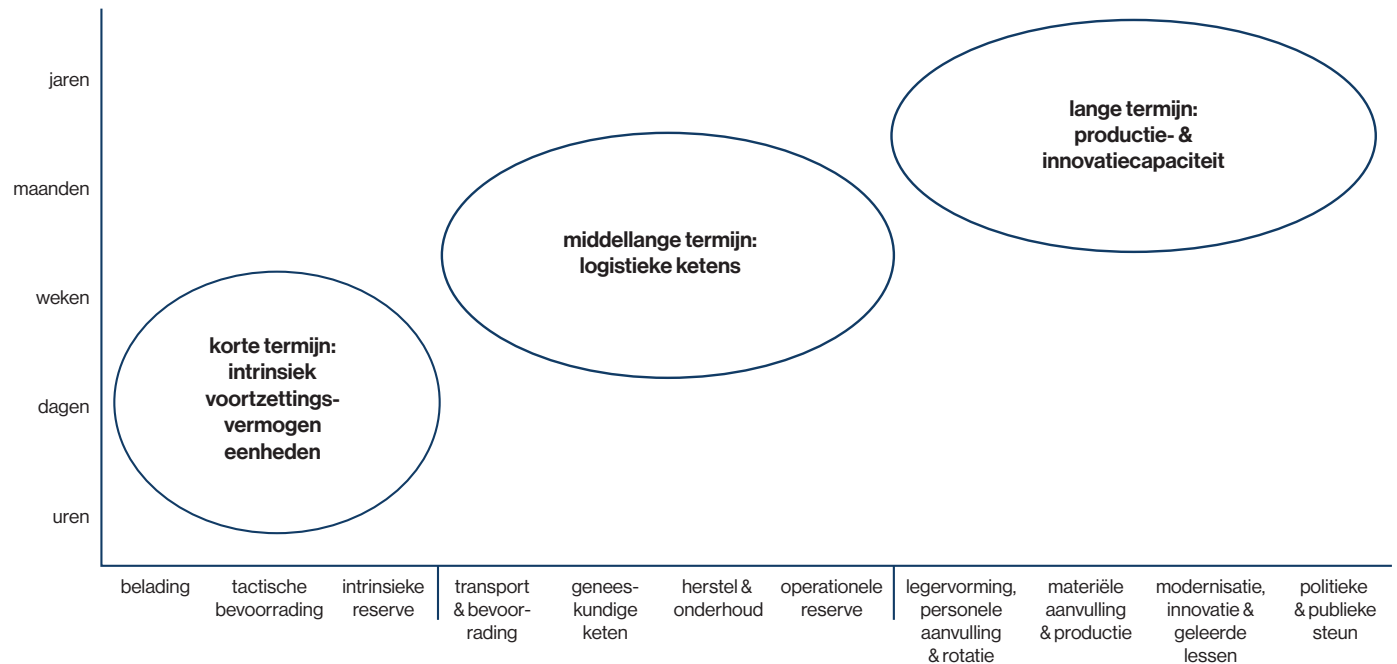 jaren
maanden
weken
dagen
uren
korte termijn:
intrinsiek
voortzettings-
vermogen
eenheden
middellange termijn:
logistieke ketens
lange termijn:
productie- &
innovatiecapaciteit
belading
tactische
bevoorrading
intrinsieke
reserve
transport
& bevoor-
rading
genees-
kundige
keten
herstel &
onderhoud
operationele
reserve
legervorming,
personele
aanvulling
& rotatie
materiële
aanvulling
& productie
modernisatie,
innovatie &
geleerde
lessen
politieke
& publieke
steun